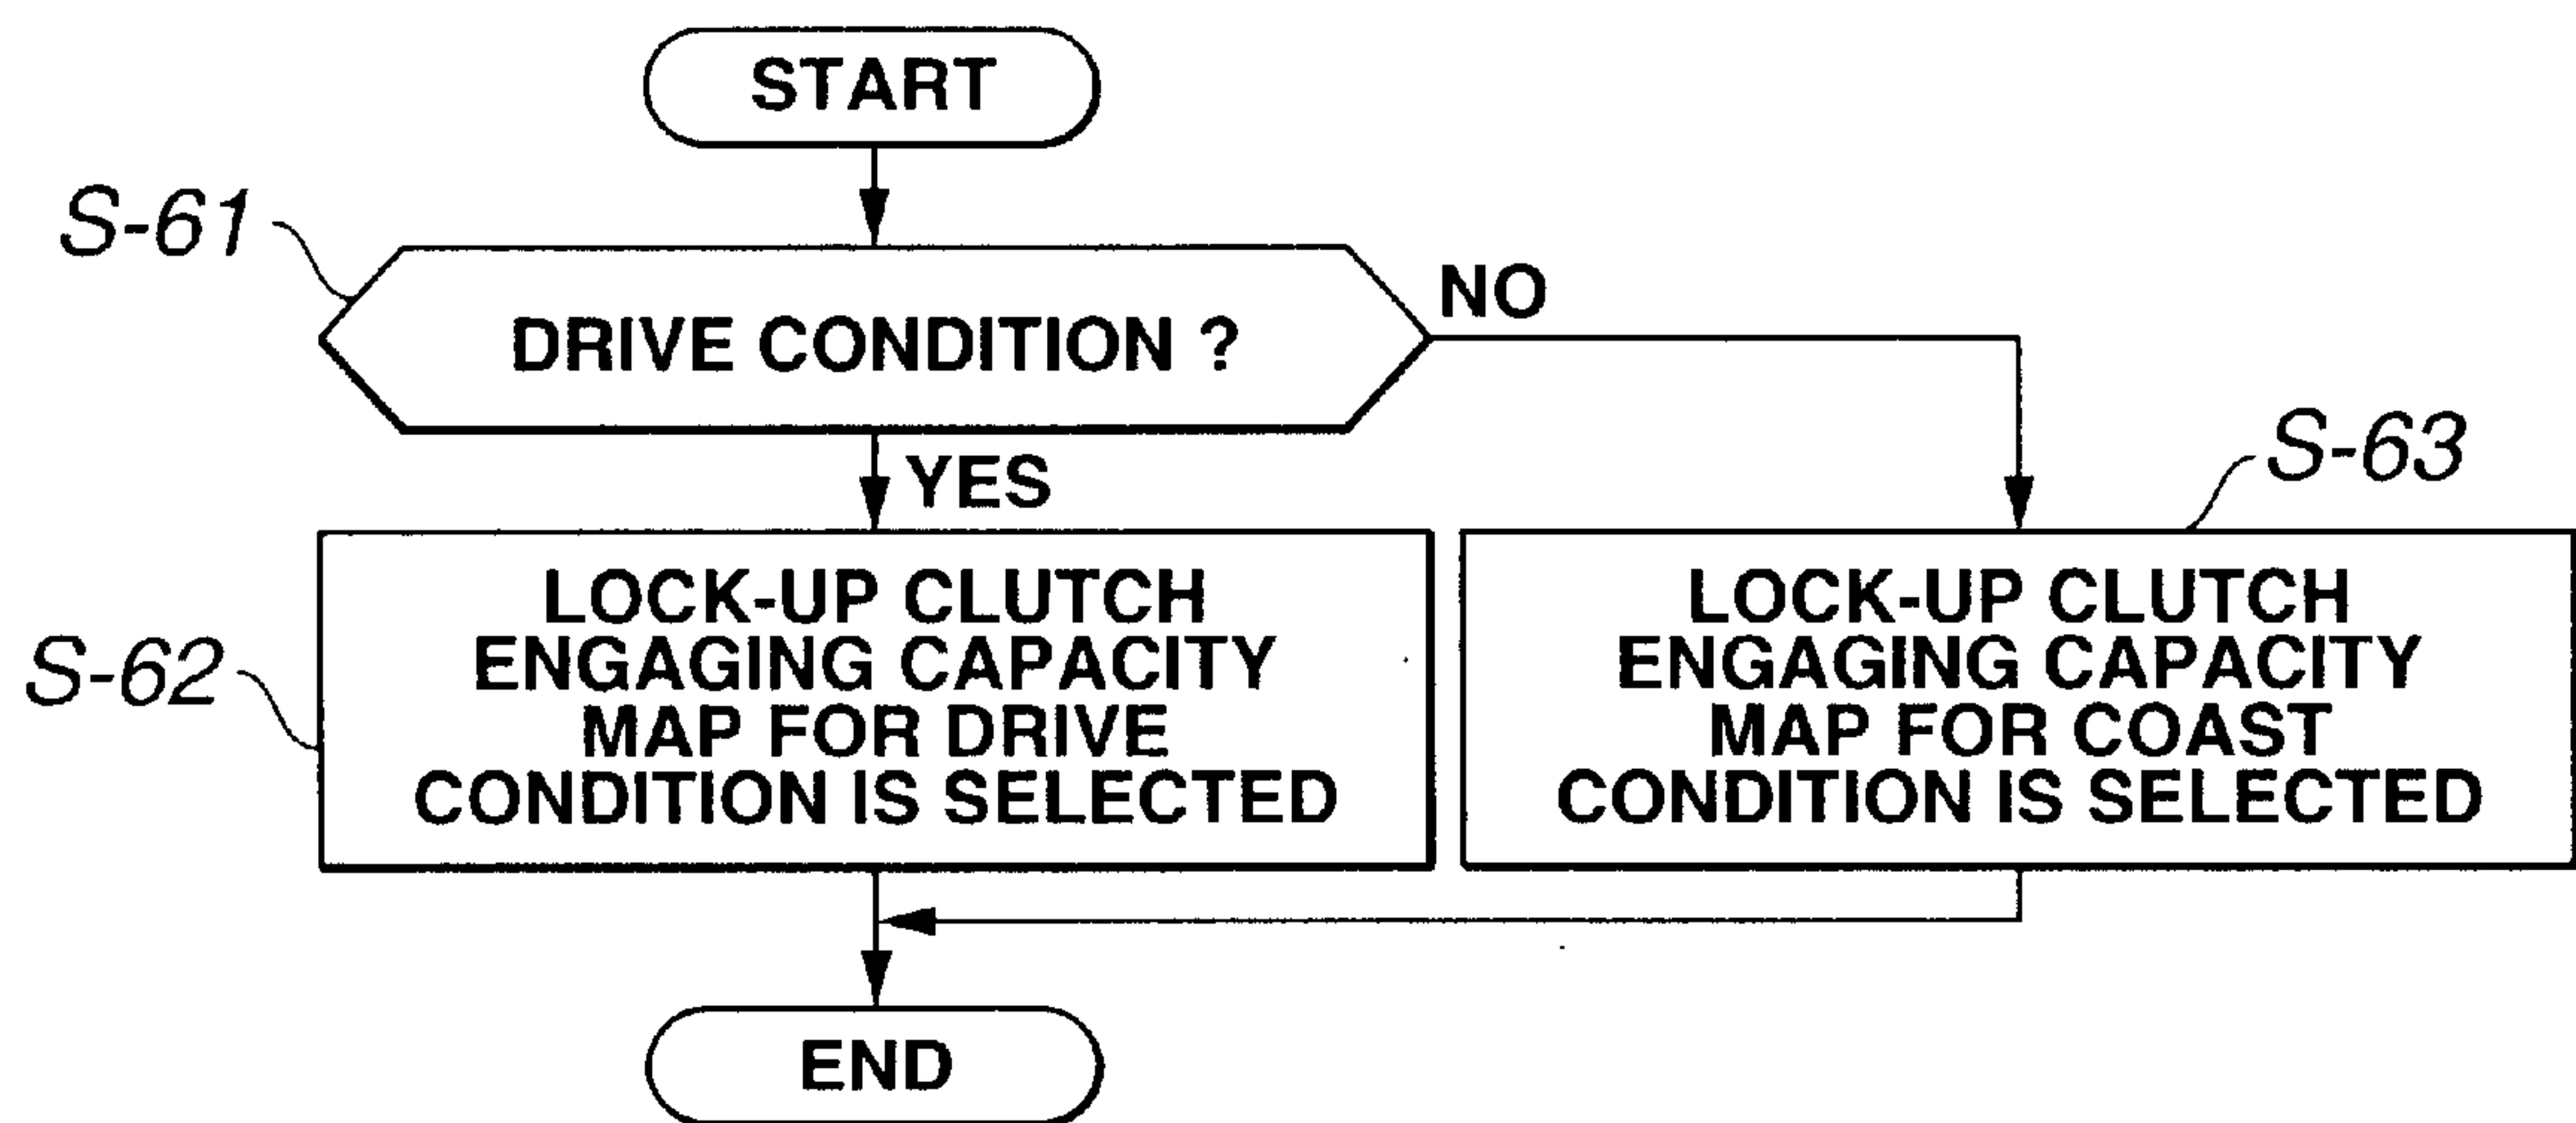 START
S-61
DRIVE CONDITION ?
NO
YES
S-62
LOCK-UP CLUTCH
ENGAGING CAPACITY
MAP FOR DRIVE
CONDITION IS SELECTED
S-63
LOCK-UP CLUTCH
ENGAGING CAPACITY
MAP FOR COAST
CONDITION IS SELECTED
END